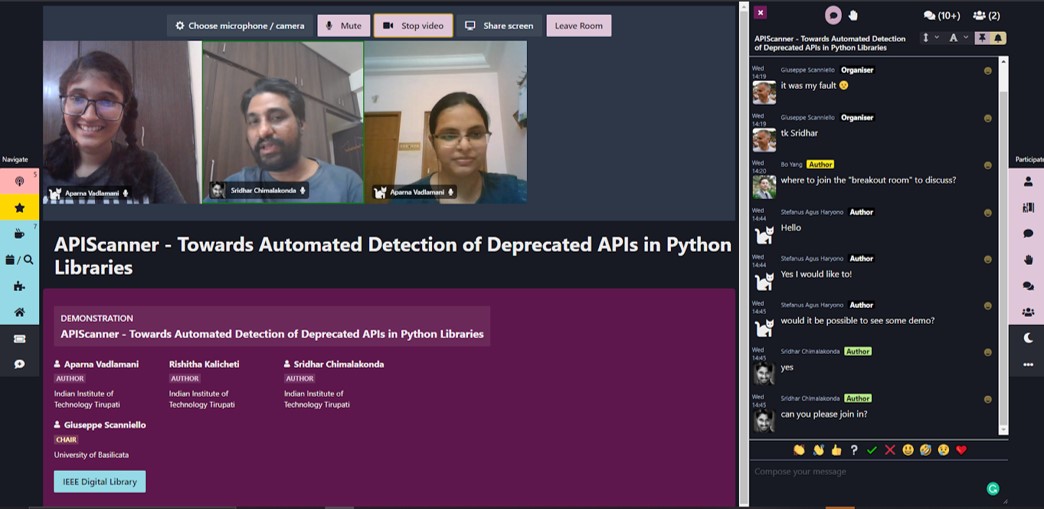 Choose microphone / camera
Mute
Stop video
Share screen
Leave Room
Navigate
5
7
/
Aparna Vadlamani
Sridhar Chimalakonda
Aparna Vadlamani
APIScanner - Towards Automated Detection of Deprecated APIs in Python
Libraries
DEMONSTRATION
APIScanner - Towards Automated Detection of Deprecated APIs in Python Libraries
Aparna Vadlamani
AUTHOR
Indian Institute of
Technology Tirupati
Rishitha Kalicheti
AUTHOR
Indian Institute of
Technology Tirupati
Sridhar Chimalakonda
AUTHOR
Indian Institute of
Technology Tirupati
Giuseppe Scanniello
CHAIR
University of Basilicata
IEEE Digital Library
(10+)
(2)
APIScanner - Towards Automated Detection
of Deprecated APIs in Python Libraries
A
Wed
14:19
Giuseppe Scanniello Organiser
it was my fault 😉
Wed
14:19
Giuseppe Scanniello Organiser
tk Sridhar
Wed
14:20
Bo Yang Author
where to join the "breakout room" to discuss?
Wed
14:44
Stefanus Agus Haryono Author
Hello
Wed
14:44
Stefanus Agus Haryono Author
Yes I would like to!
Wed
14:45
Stefanus Agus Haryono Author
would it be possible to see some demo?
Wed
14:45
Sridhar Chimalakonda Author
yes
Wed
14:45
Sridhar Chimalakonda Author
can you please join in?
?
Compose your message
Participate